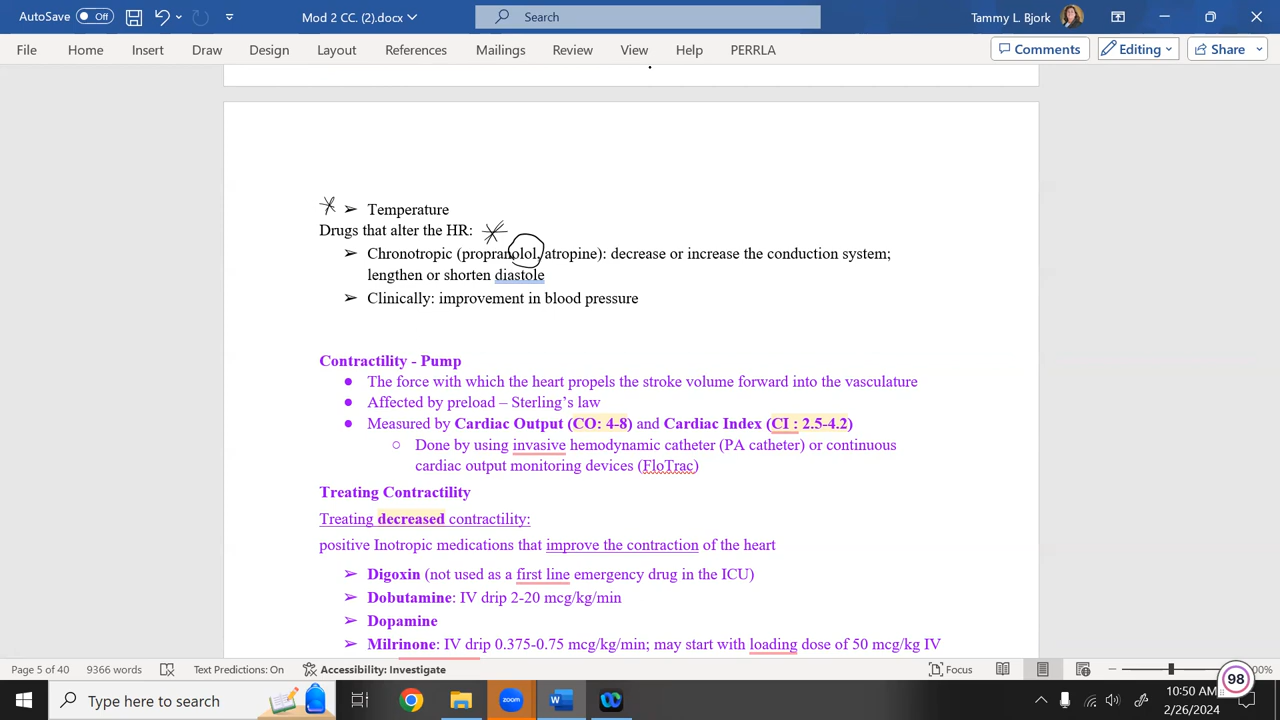 AutoSave Off
Mod 2 CC. (2).docx
Search
Tammy L. Bjork
File Home Insert Draw Design Layout References Mailings Review View Help PERRLA
Comments Editing Share
➢ Temperature
Drugs that alter the HR:
➢ Chronotropic (propranolol, atropine): decrease or increase the conduction system;
lengthen or shorten diastole
➢ Clinically: improvement in blood pressure
Contractility - Pump
● The force with which the heart propels the stroke volume forward into the vasculature
● Affected by preload – Sterling’s law
● Measured by Cardiac Output (CO: 4-8) and Cardiac Index (CI : 2.5-4.2)
○ Done by using invasive hemodynamic catheter (PA catheter) or continuous
cardiac output monitoring devices (FloTrac)
Treating Contractility
Treating decreased contractility:
positive Inotropic medications that improve the contraction of the heart
➢ Digoxin (not used as a first line emergency drug in the ICU)
➢ Dobutamine: IV drip 2-20 mcg/kg/min
➢ Dopamine
➢ Milrinone: IV drip 0.375-0.75 mcg/kg/min; may start with loading dose of 50 mcg/kg IV
Page 5 of 40 9366 words Text Predictions: On Accessibility: Investigate Focus
98
Type here to search
zoom
10:50 AM
2/26/2024